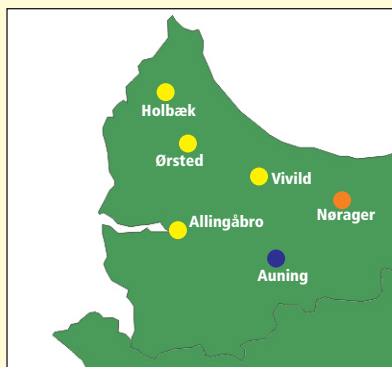 Holbæk
Ørsted
Vivild
Nørager
Allingåbro
Auning